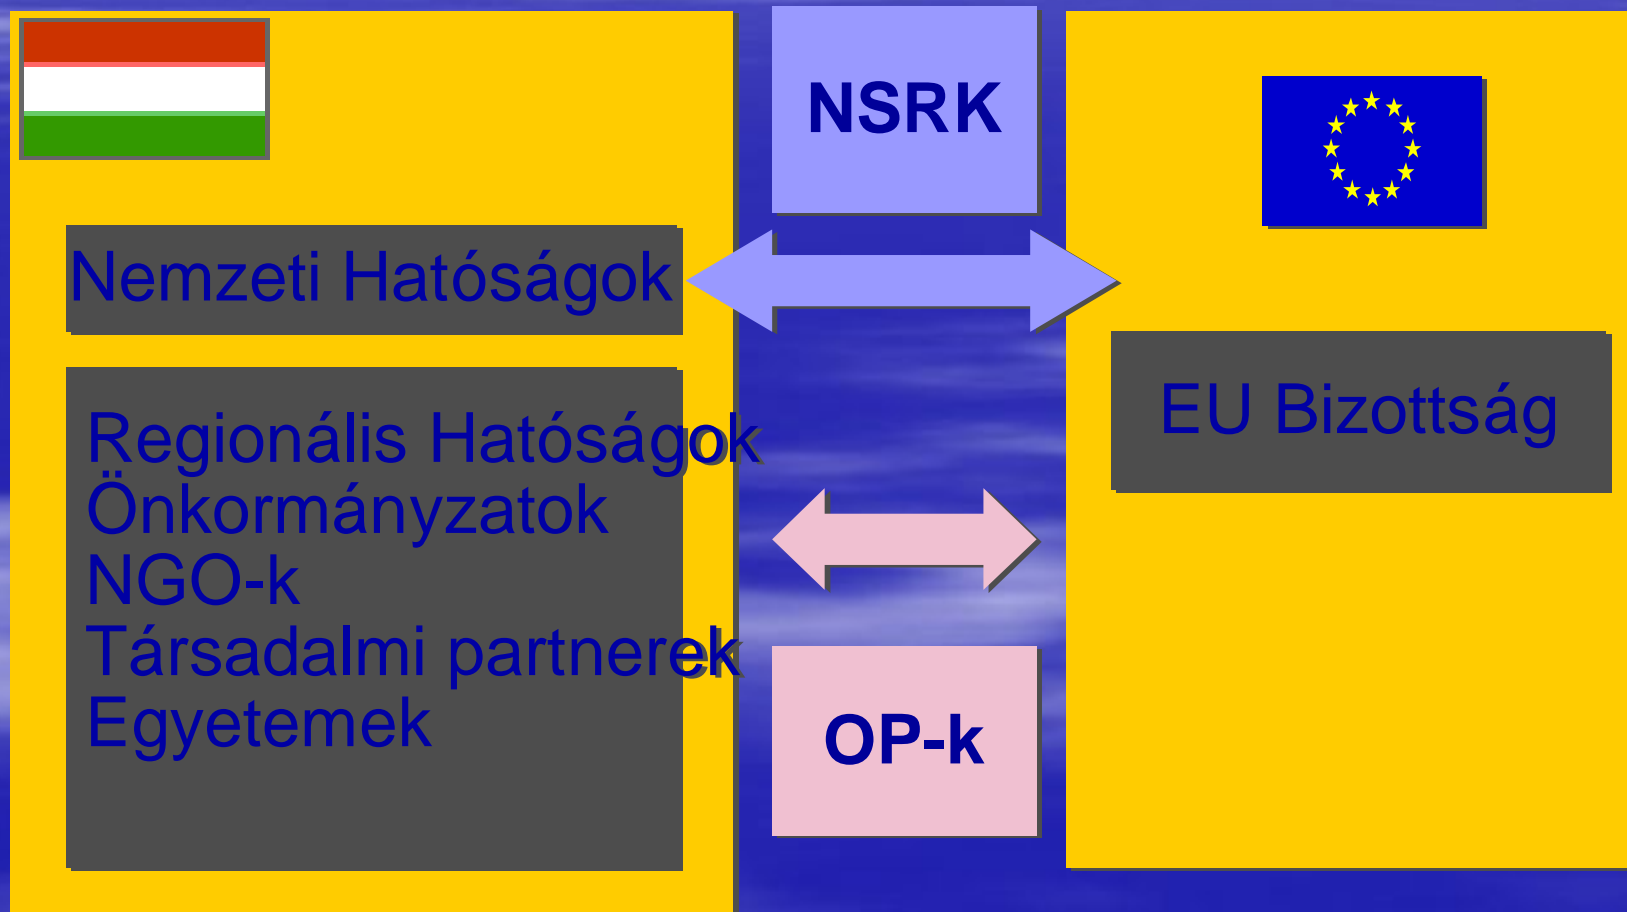 NSRK
Nemzeti Hatóságok
Regionális Hatóságok
Önkormányzatok
NGO-k
Társadalmi partnerek
Egyetemek
EU Bizottság
OP-k